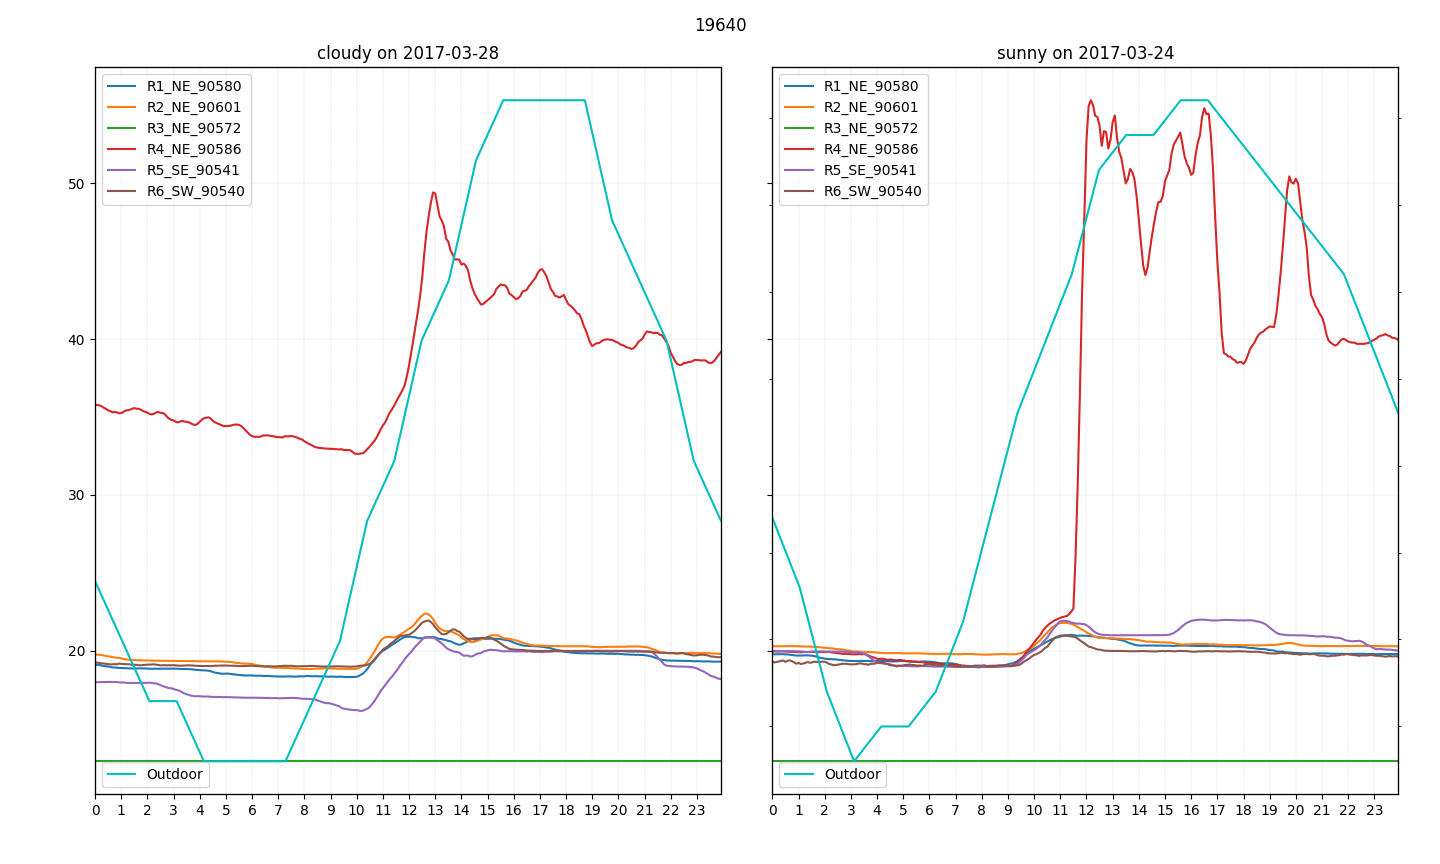 19640
cloudy on 2017-03-28
R1_NE_90580
R2_NE_90601
R3_NE_90572
R4_NE_90586
R5_SE_90541
R6_SW_90540
50
40
30
20
Outdoor
0 1 2 3 4 5 6 7 8 9 10 11 12 13 14 15 16 17 18 19 20 21 22 23
sunny on 2017-03-24
R1_NE_90580
R2_NE_90601
R3_NE_90572
R4_NE_90586
R5_SE_90541
R6_SW_90540
Outdoor
0 1 2 3 4 5 6 7 8 9 10 11 12 13 14 15 16 17 18 19 20 21 22 23